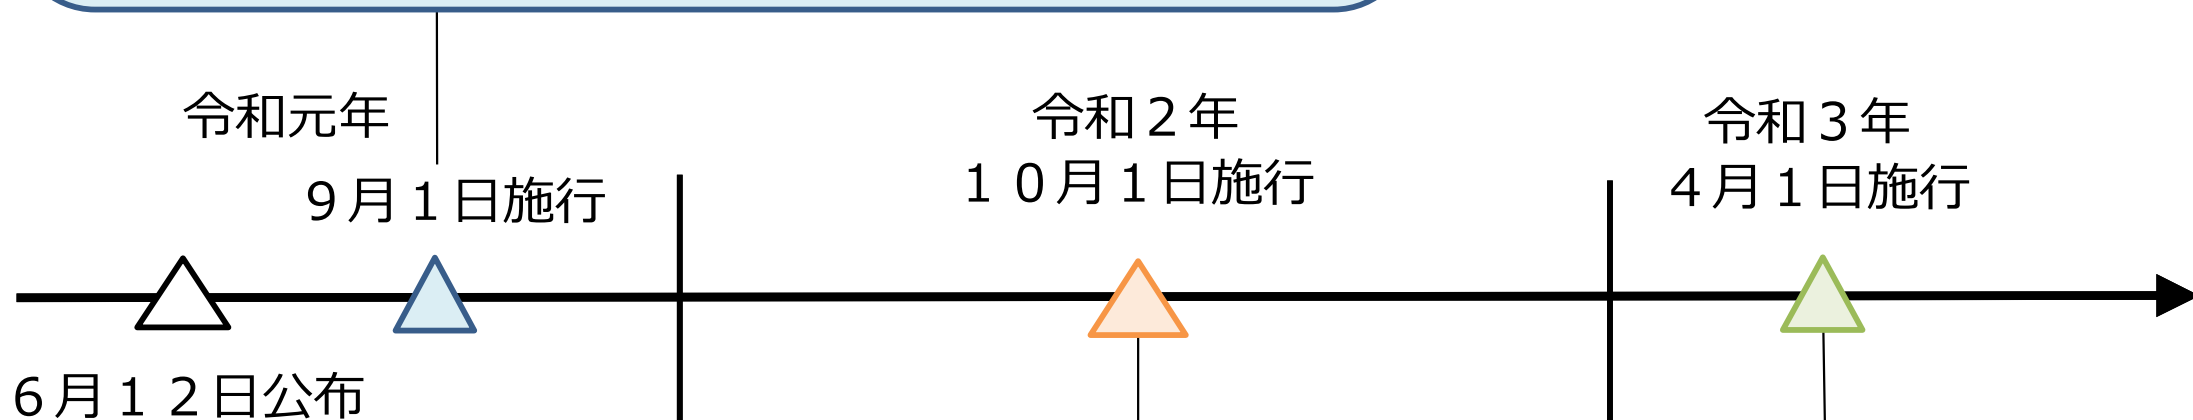 令和元年
9月1日施行
6月12日公布
令和2年
10月1日施行
令和3年
4月1日施行